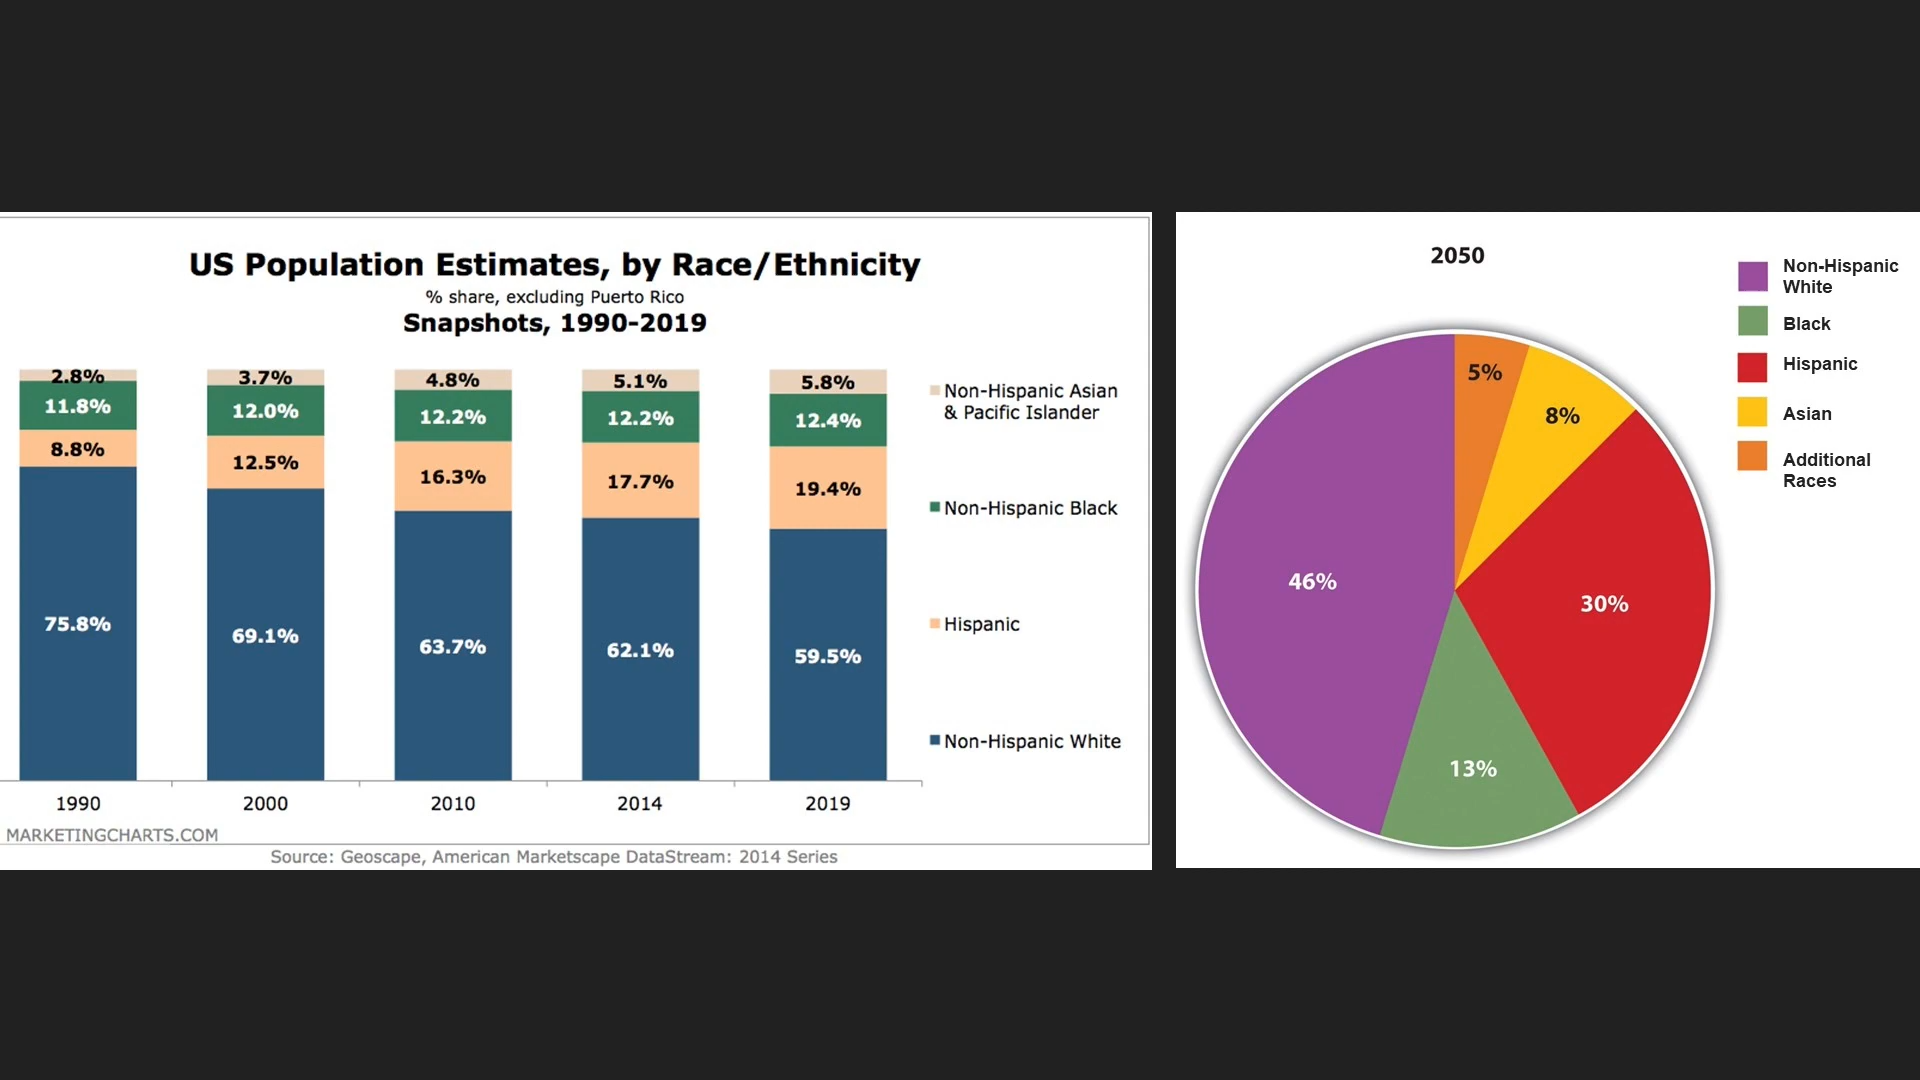 US Population Estimates, by Race/Ethnicity
% share, excluding Puerto Rico
Snapshots, 1990-2019
2.8%
11.8%
8.8%
75.8%
3.7%
12.0%
12.5%
69.1%
4.8%
12.2%
16.3%
63.7%
5.1%
12.2%
17.7%
62.1%
5.8%
12.4%
19.4%
59.5%
Non-Hispanic Asian
& Pacific Islander
Non-Hispanic Black
Hispanic
Non-Hispanic White
1990
2000
2010
2014
2019
MARKETINGCHARTS.COM
Source: Geoscape, American Marketscape DataStream: 2014 Series
2050
5%
8%
46%
30%
13%
Non-Hispanic
White
Black
Hispanic
Asian
Additional
Races